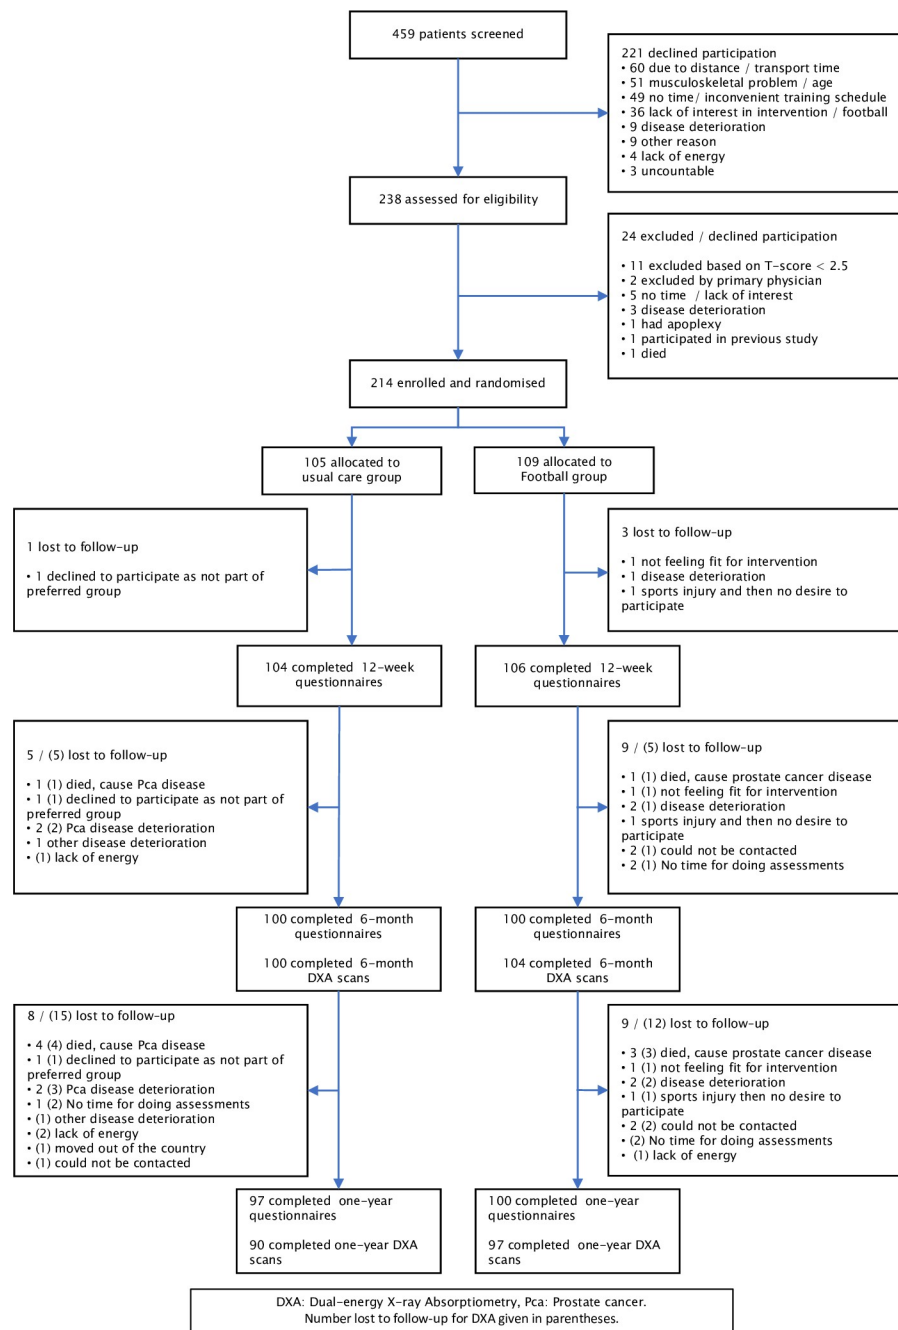 459 patients screened
221 declined participation
• 60 due to distance / transport time
• 51 musculoskeletal problem / age
• 49 no time/ inconvenient training schedule
• 36 lack of interest in intervention / football
• 9 disease deterioration
• 9 other reason
• 4 lack of energy
• 3 uncountable
238 assessed for eligibility
24 excluded / declined participation
• 11 excluded based on T-score < 2.5
• 2 excluded by primary physician
• 5 no time / lack of interest
• 3 disease deterioration
• 1 had apoplexy
• 1 participated in previous study
• 1 died
214 enrolled and randomised
105 allocated to
usual care group
109 allocated to
Football group
1 lost to follow-up
• 1 declined to participate as not part of
preferred group
3 lost to follow-up
• 1 not feeling fit for intervention
• 1 disease deterioration
• 1 sports injury and then no desire to
participate
104 completed 12-week
questionnaires
106 completed 12-week
questionnaires
5 / (5) lost to follow-up
• 1 (1) died, cause Pca disease
• 1 (1) declined to participate as not part of
preferred group
• 2 (2) Pca disease deterioration
• 1 other disease deterioration
• (1) lack of energy
9 / (5) lost to follow-up
• 1 (1) died, cause prostate cancer disease
• 1 (1) not feeling fit for intervention
• 2 (1) disease deterioration
• 1 sports injury and then no desire to
participate
• 2 (1) could not be contacted
• 2 (1) No time for doing assessments
100 completed 6-month
questionnaires
100 completed 6-month
DXA scans
100 completed 6-month
questionnaires
104 completed 6-month
DXA scans
8 / (15) lost to follow-up
• 4 (4) died, cause Pca disease
• 1 (1) declined to participate as not part of
preferred group
• 2 (3) Pca disease deterioration
• 1 (2) No time for doing assessments
• (1) other disease deterioration
• (2) lack of energy
• (1) moved out of the country
• (1) could not be contacted
9 / (12) lost to follow-up
• 3 (3) died, cause prostate cancer disease
• 1 (1) not feeling fit for intervention
• 2 (2) disease deterioration
• 1 (1) sports injury then no desire to
participate
• 2 (2) could not be contacted
• (2) No time for doing assessments
• (1) lack of energy
97 completed one-year
questionnaires
90 completed one-year DXA
scans
100 completed one-year
questionnaires
97 completed one-year DXA
scans
DXA: Dual-energy X-ray Absorptiometry, Pca: Prostate cancer.
Number lost to follow-up for DXA given in parentheses.